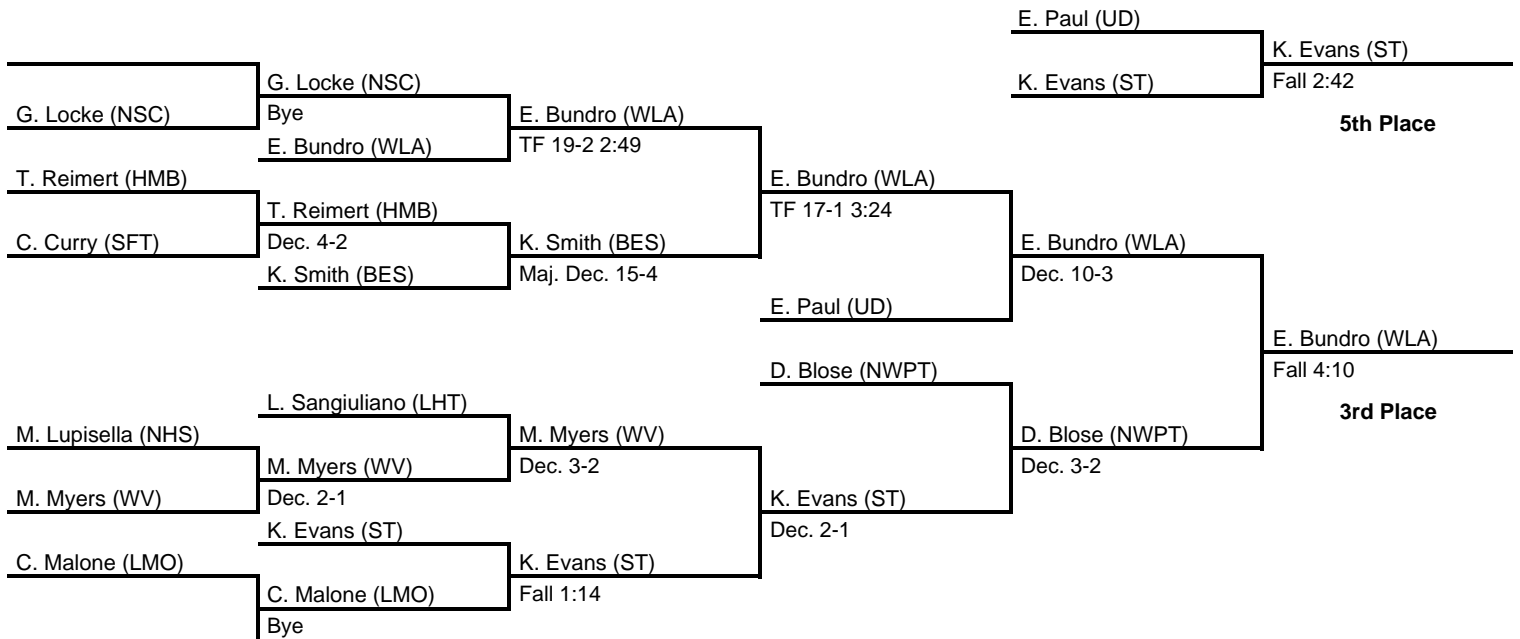 E. Paul (UD)
K. Evans (ST)
G. Locke (NSC)
K. Evans (ST)
Fall 2:42
G. Locke (NSC)
Bye
E. Bundro (WLA)
5th Place
E. Bundro (WLA)
TF 19-2 2:49
T. Reimert (HMB)
E. Bundro (WLA)
T. Reimert (HMB)
TF 17-1 3:24
C. Curry (SFT)
Dec. 4-2
K. Smith (BES)
E. Bundro (WLA)
K. Smith (BES)
Maj. Dec. 15-4
Dec. 10-3
E. Paul (UD)
E. Bundro (WLA)
D. Blose (NWPT)
Fall 4:10
L. Sangiuliano (LHT)
3rd Place
M. Lupisella (NHS)
M. Myers (WV)
D. Blose (NWPT)
M. Myers (WV)
Dec. 3-2
Dec. 3-2
M. Myers (WV)
Dec. 2-1
K. Evans (ST)
K. Evans (ST)
Dec. 2-1
C. Malone (LMO)
K. Evans (ST)
C. Malone (LMO)
Fall 1:14
Bye